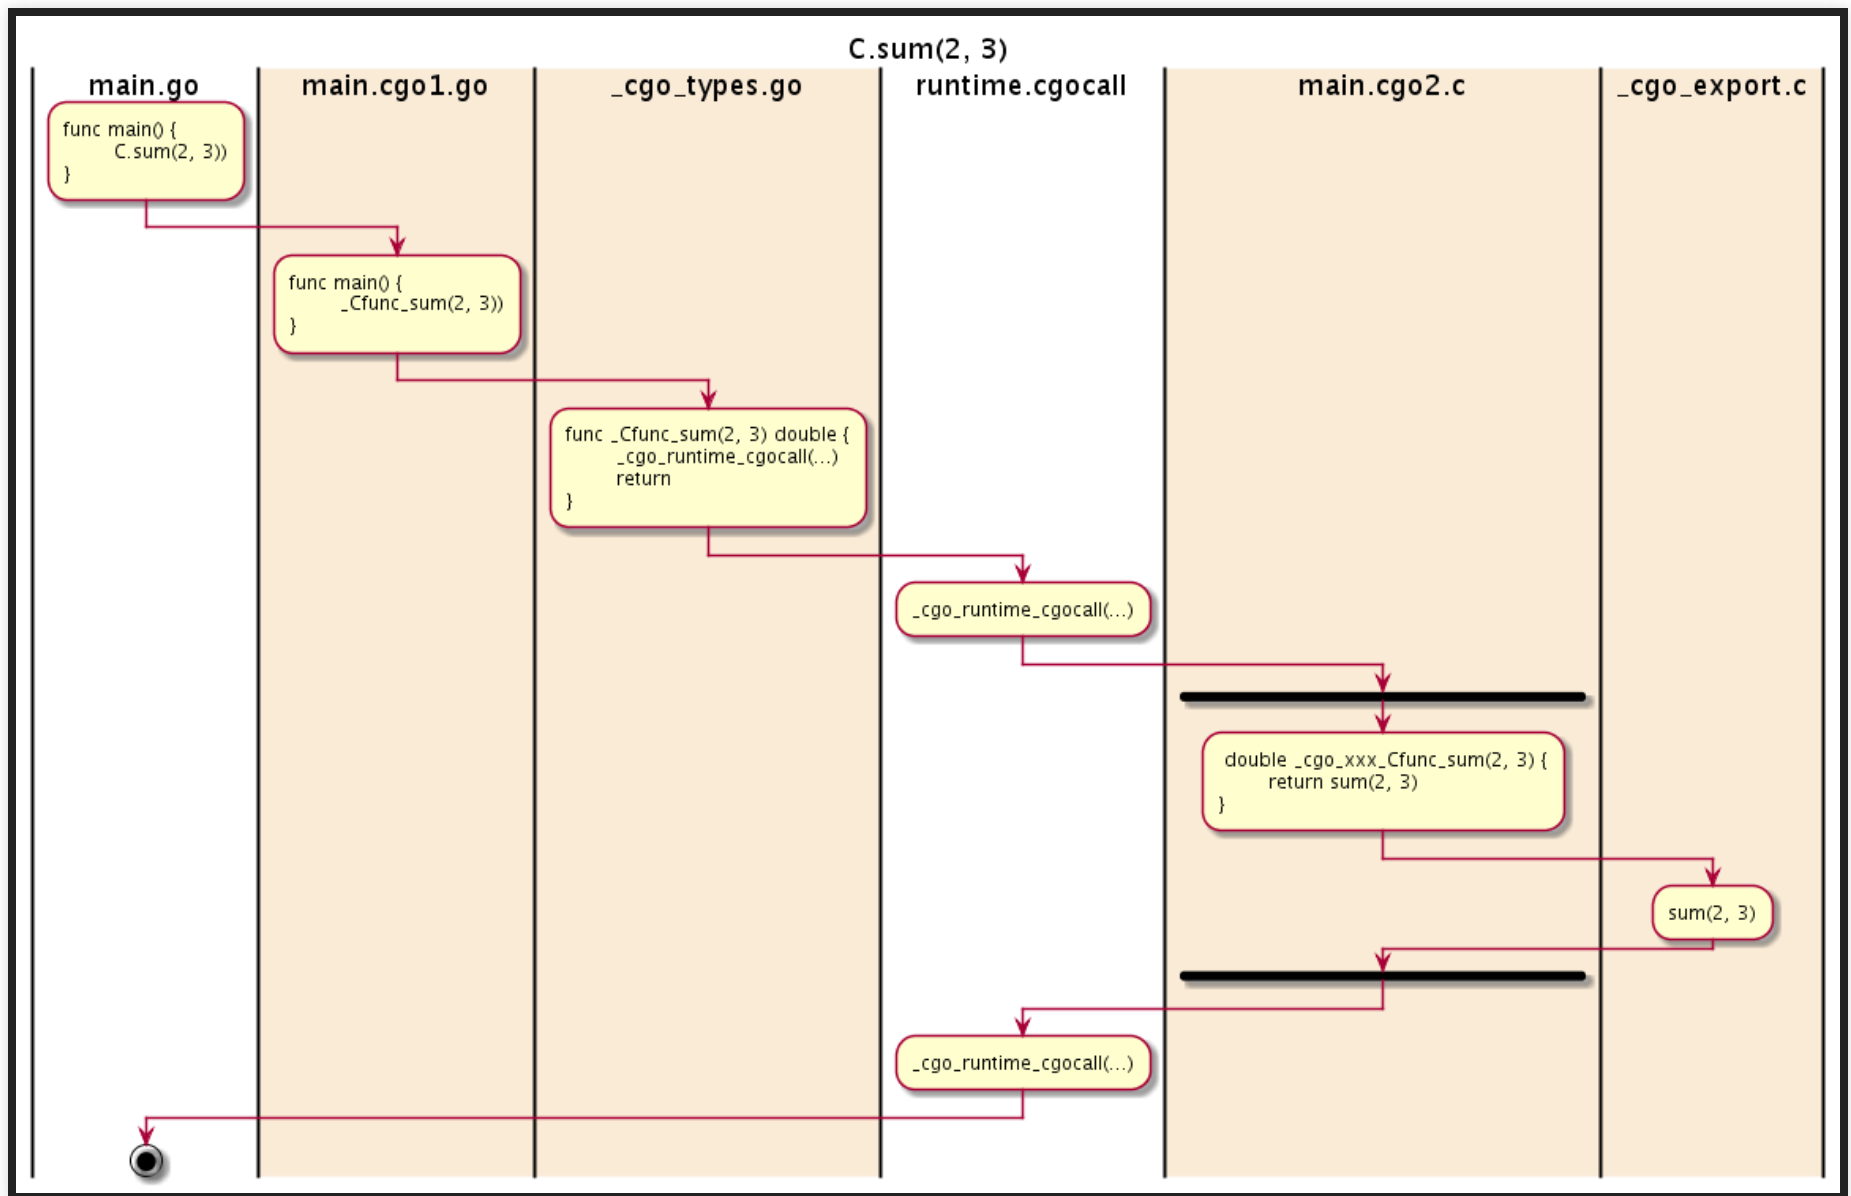 C.sum(2, 3)
main.go
main.cgo1.go
_cgo_types.go
runtime.cgocall
main.cgo2.c
_cgo_export.c
func main() {
C.sum(2, 3))
}
func main() {
_Cfunc_sum(2, 3))
}
func _Cfunc_sum(2, 3) double {
_cgo_runtime_cgocall(...)
return
}
_cgo_runtime_cgocall(...)
double _cgo_xxx_Cfunc_sum(2, 3) {
return sum(2, 3)
}
sum(2, 3)
_cgo_runtime_cgocall(...)